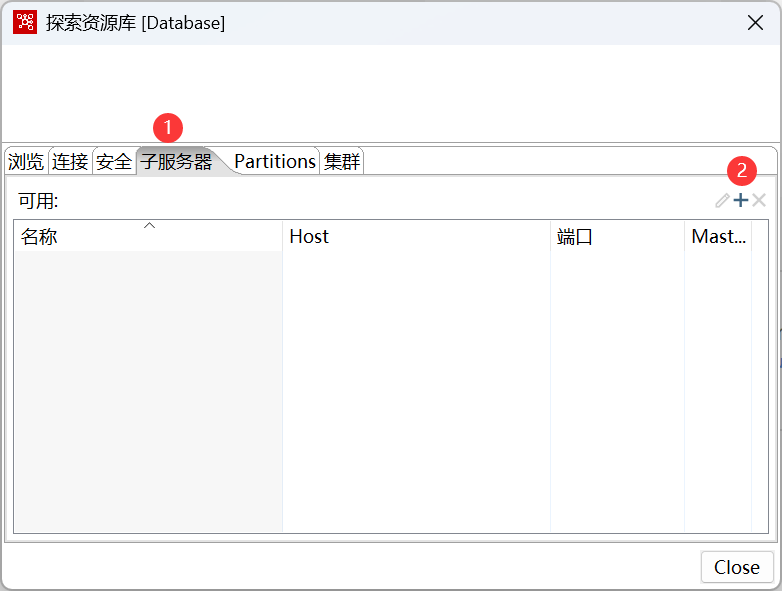 探索资源库 [Database]
1
浏览 连接 安全 子服务器 Partitions 集群
2
可用:
名称 Host 端口 Mast...
Close